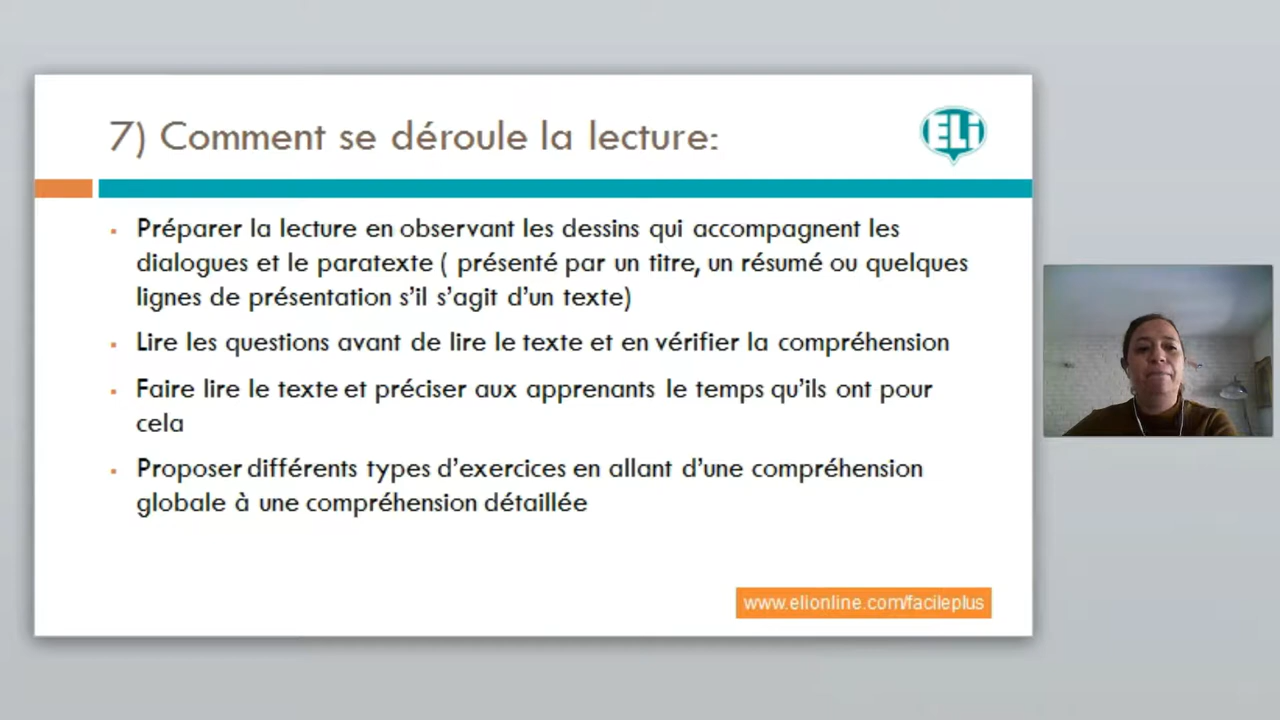 7) Comment se déroule la lecture:
ELi
Préparer la lecture en observant les dessins qui accompagnent les
dialogues et le paratexte ( présenté par un titre, un résumé ou quelques
lignes de présentation s’il s’agit d’un texte)
Lire les questions avant de lire le texte et en vérifier la compréhension
Faire lire le texte et préciser aux apprenants le temps qu’ils ont pour
cela
Proposer différents types d’exercices en allant d’une compréhension
globale à une compréhension détaillée
www.elionline.com/facileplus